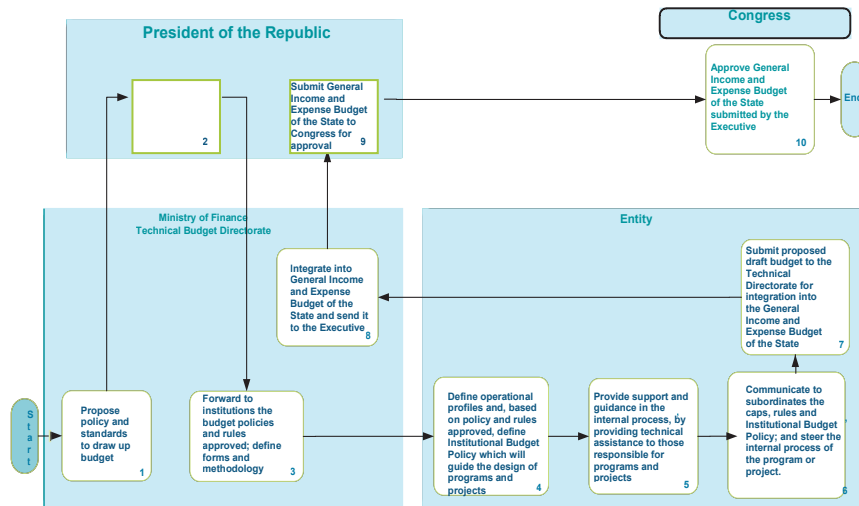 Congress
President of the Republic
Approve General
Income and
Expense Budget
of the State
submitted by the
Executive
10
End
2
Submit General
Income and
Expense Budget
of the State to
Congress for
approval
9
Ministry of Finance
Technical Budget Directorate
Entity
Integrate into
General Income
and Expense
Budget of the
State and send it
to the Executive
8
Submit proposed
draft budget to the
Technical
Directorate for
integration into
the General
Income and
Expense Budget
of the State
7
Start
Propose
policy and
standards
to draw up
budget
1
Forward to
institutions the
budget policies
and rules
approved; define
forms and
methodology
3
Define operational
profiles and, based
on policy and rules
approved, define
Institutional Budget
Policy which will
guide the design of
programs and
projects
4
Provide support and
guidance in the
internal process, by
providing technical
assistance to those
responsible for
programs and
projects
5
Communicate to
subordinates the
caps, rules and
Institutional Budget
Policy; and steer the
internal process of
the program or
project.
6